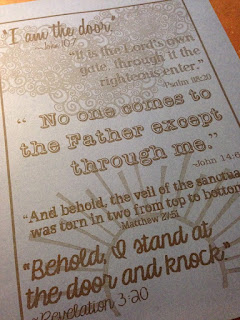 "I am the door."
~John 10:7
"It is the Lord's own
gate, through it the
righteous enter."
~Psalm 118:20
"No one comes to
the Father except
through me."
~John 14:6
"And behold, the veil of the sanctua
was torn in two from top to bottom
Matthew 27:51
"Behold, I stand at
the door and knock."
~Revelation 3:20